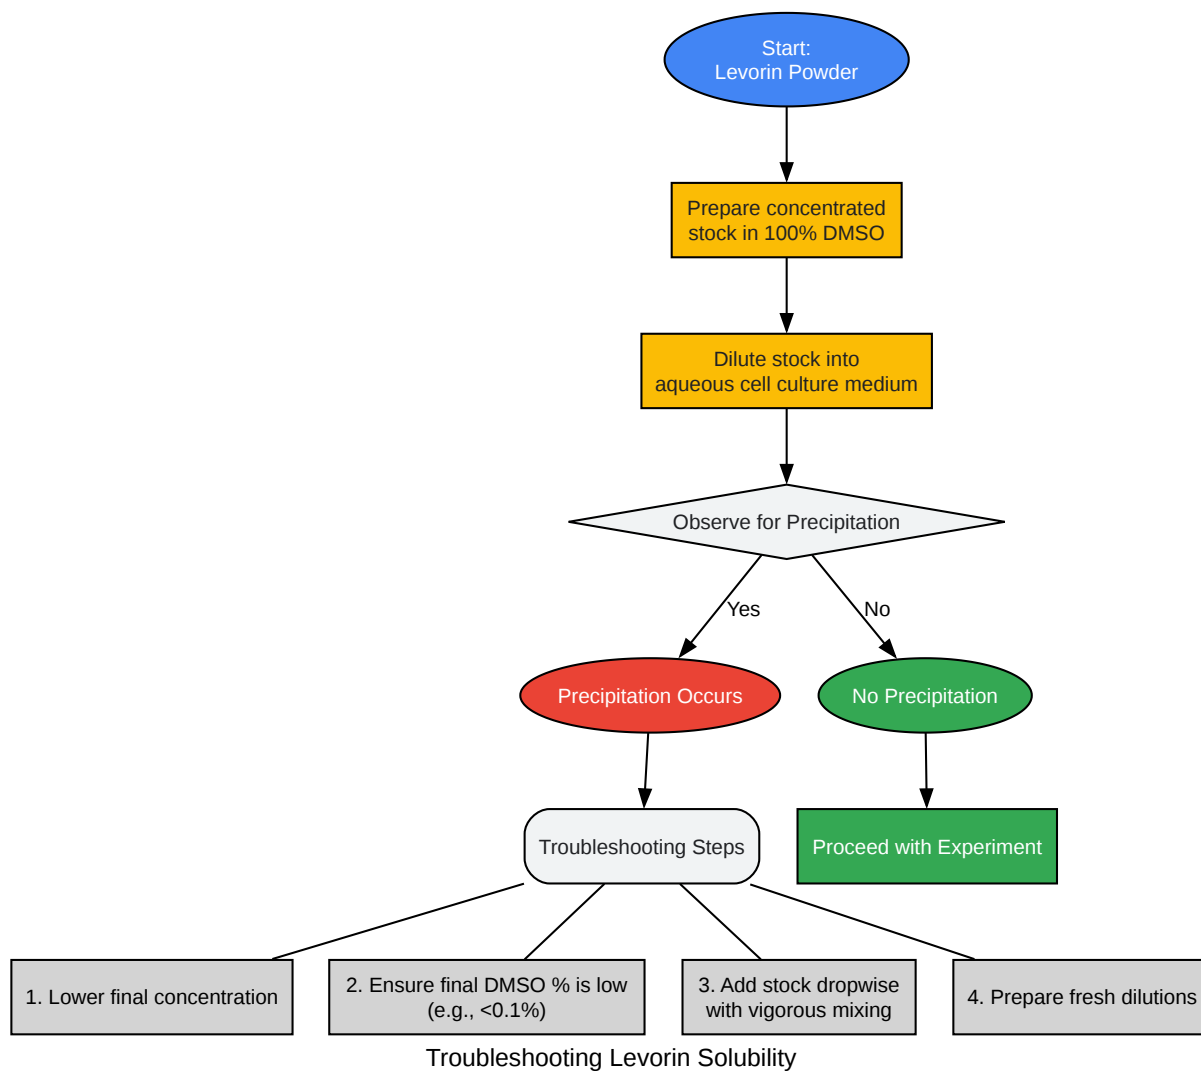 Start:
Levorin Powder
Prepare concentrated
stock in 100% DMSO
Dilute stock into
aqueous cell culture medium
Observe for Precipitation
Yes
No
Precipitation Occurs
No Precipitation
Troubleshooting Steps
Proceed with Experiment
1. Lower final concentration
2. Ensure final DMSO % is low
(e.g., <0.1%)
3. Add stock dropwise
with vigorous mixing
4. Prepare fresh dilutions
Troubleshooting Levorin Solubility